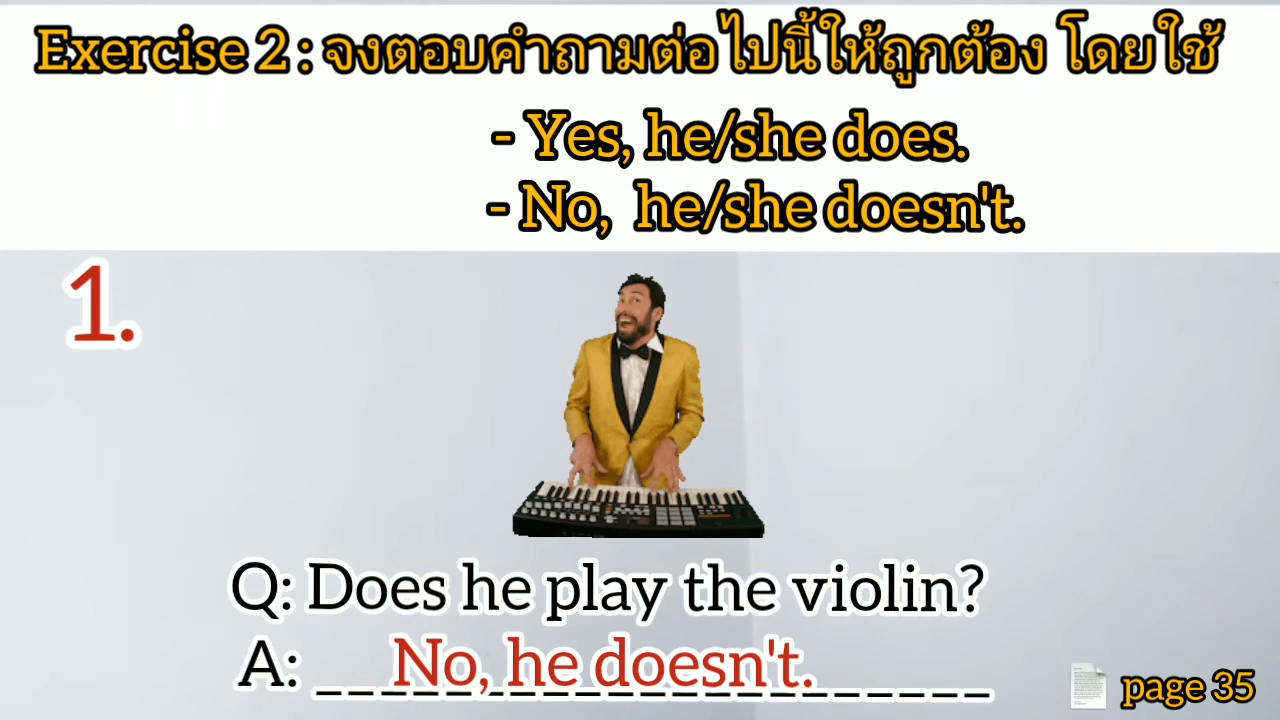 Exercise 2 : จงตอบคำถามต่อไปนี้ให้ถูกต้อง โดยใช้
- Yes, he/she does.
- No, he/she doesn't.
1.
Q: Does he play the violin?
A: No, he doesn't.
page 35